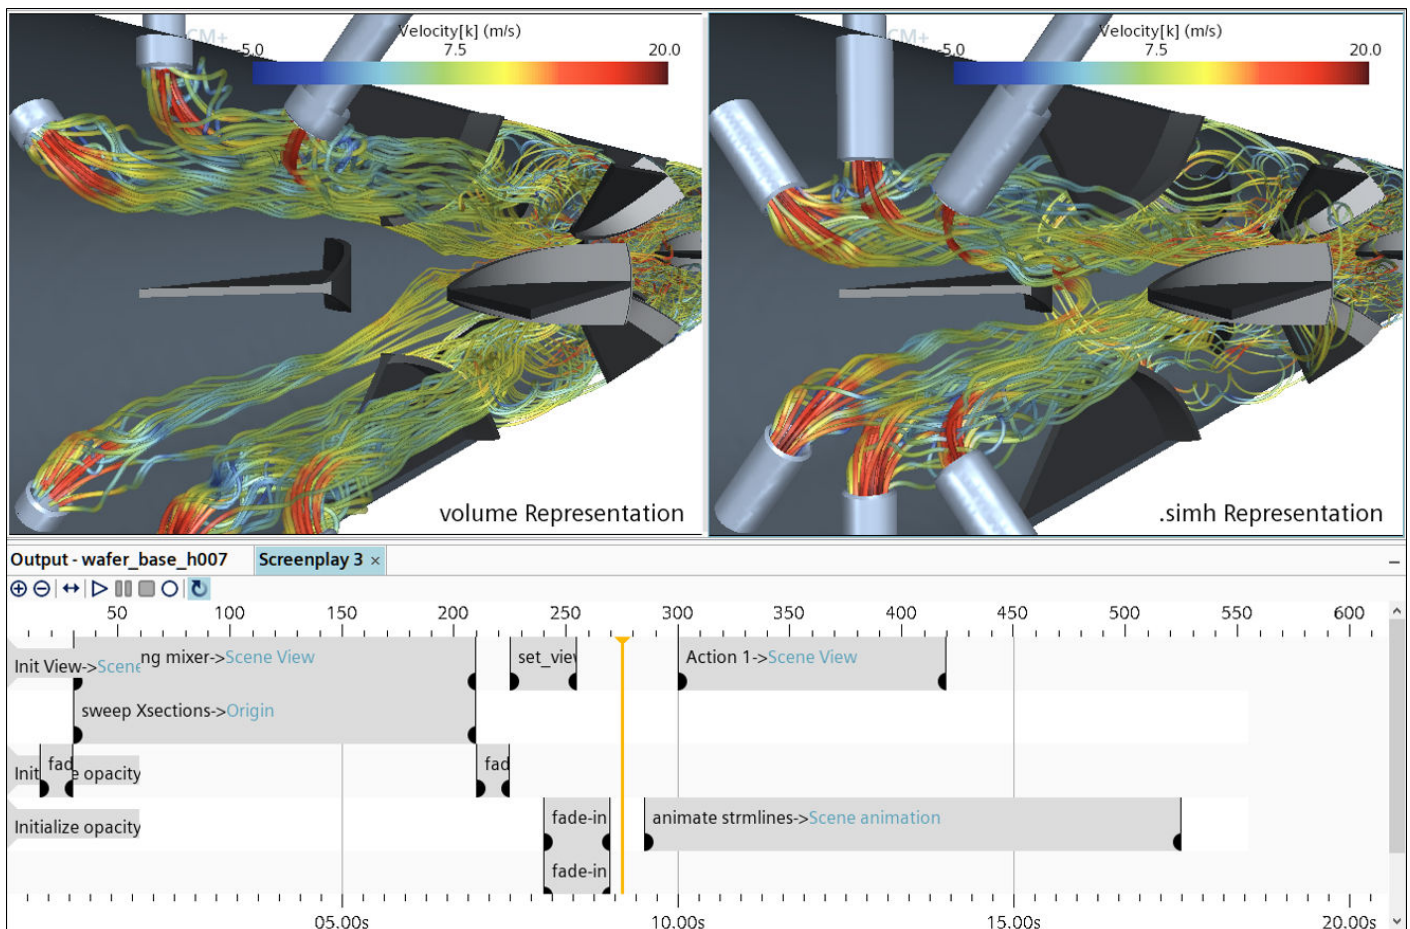 CM+
Velocity[k] (m/s)
-5.0 7.5 20.0
CM+
Velocity[k] (m/s)
-5.0 7.5 20.0
volume Representation
.simh Representation
Output - wafer_base_h007
Screenplay 3 ×
50 100 150 200 250 300 350 400 450 500 550 600
Init View->Scene
ng mixer->Scene View
set_vie
Action 1->Scene View
sweep Xsections->Origin
Init
fad
e opacity
fad
Initialize opacity
fade-in
animate strmlines->Scene animation
fade-in
05.00s 10.00s 15.00s 20.00s